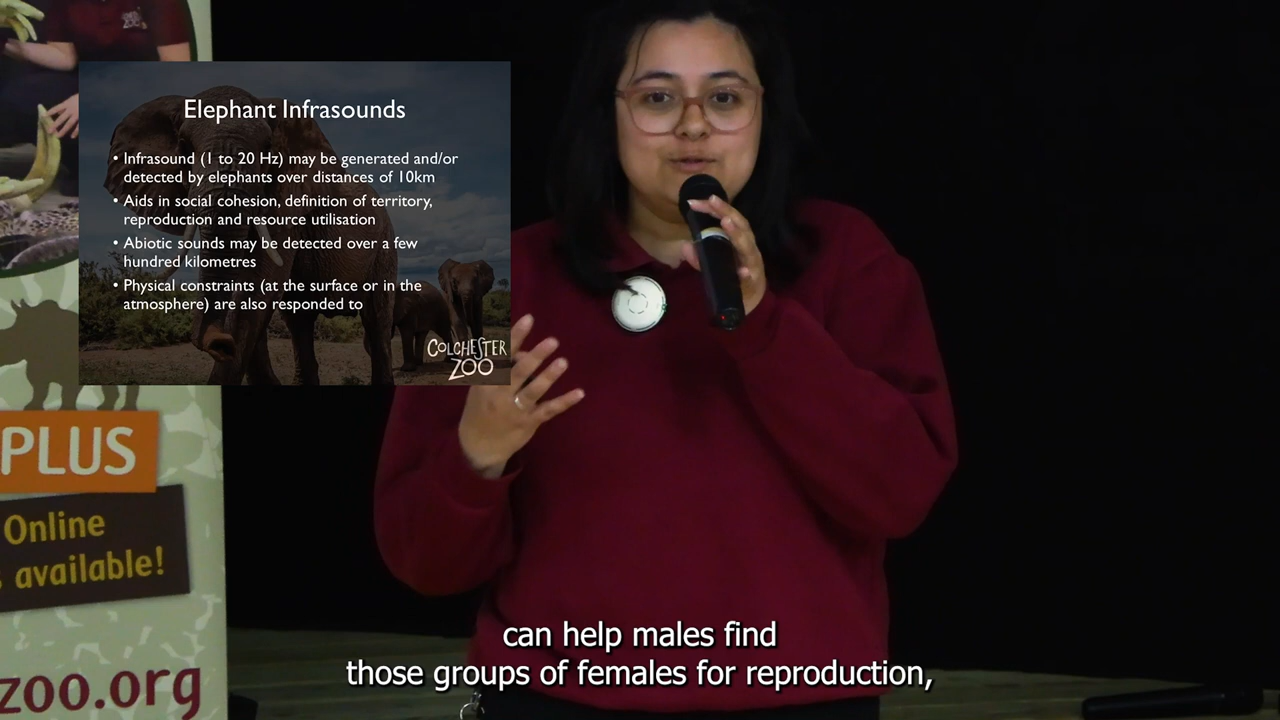 Elephant Infrasounds
• Infrasound (1 to 20 Hz) may be generated and/or
detected by elephants over distances of 10km
• Aids in social cohesion, definition of territory,
reproduction and resource utilisation
• Abiotic sounds may be detected over a few
hundred kilometres
• Physical constraints (at the surface or in the
atmosphere) are also responded to
COLCHESTER
ZOO
PLUS
Online
s available!
zoo.org
can help males find
those groups of females for reproduction,